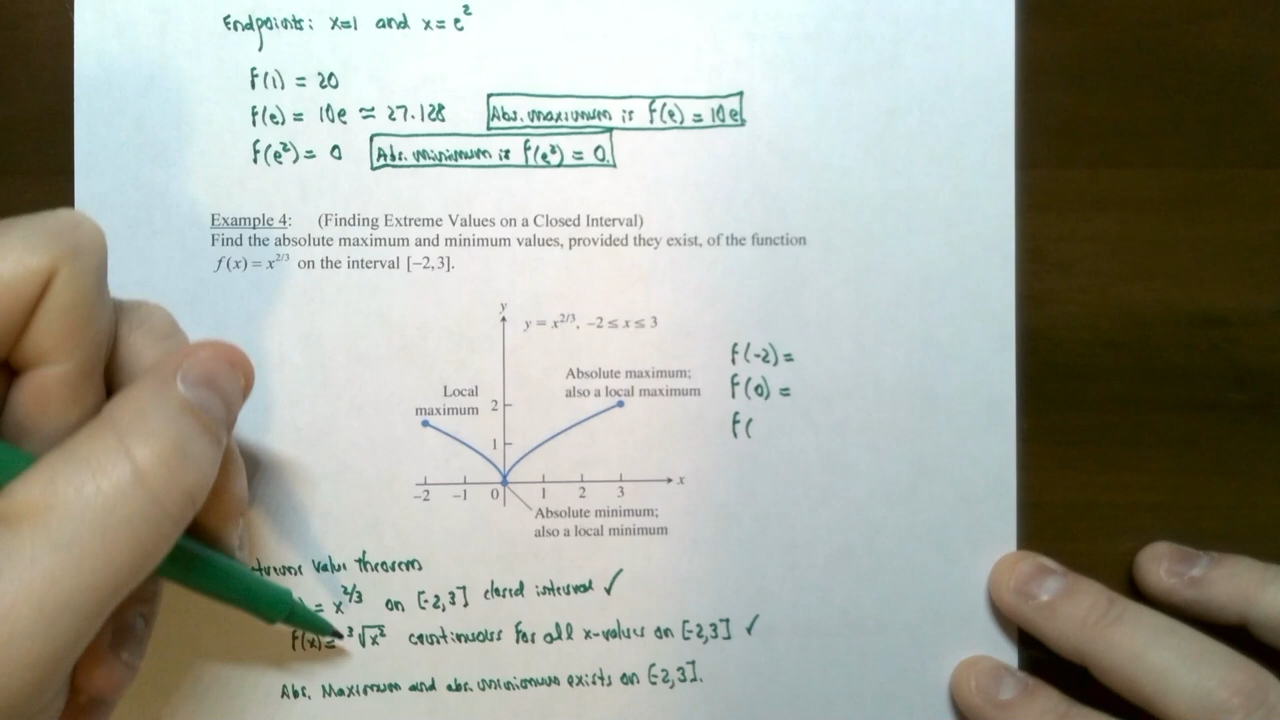 Endpoints: x=1 and x=e²
f(1) = 20
f(e) = 10e ≈ 27.128 Abs. maximum is f(e) = 10e.
f(e²) = 0 Abs. minimum is f(e²) = 0.
Example 4: (Finding Extreme Values on a Closed Interval)
Find the absolute maximum and minimum values, provided they exist, of the function
f(x) = x^{2/3} on the interval [−2,3].
y
y = x^{2/3}, −2 ≤ x ≤ 3
Absolute maximum;
also a local maximum
Local
maximum
2
1
−2 −1 0 1 2 3 x
Absolute minimum;
also a local minimum
f(-2) =
f(0) =
f(
value theorem
= x^{2/3} on [-2,3] closed interval ✓
f(x) = ³√x² continuous for all x-values on [-2,3] ✓
Abs. Maximum and abs. minimum exists on [-2,3].